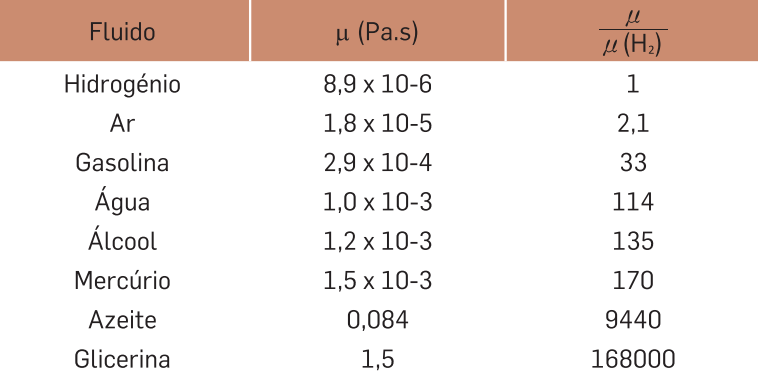 Fluido μ (Pa.s) μ / μ (H₂)
Hidrogénio 8,9 x 10-6 1
Ar 1,8 x 10-5 2,1
Gasolina 2,9 x 10-4 33
Água 1,0 x 10-3 114
Álcool 1,2 x 10-3 135
Mercúrio 1,5 x 10-3 170
Azeite 0,084 9440
Glicerina 1,5 168000